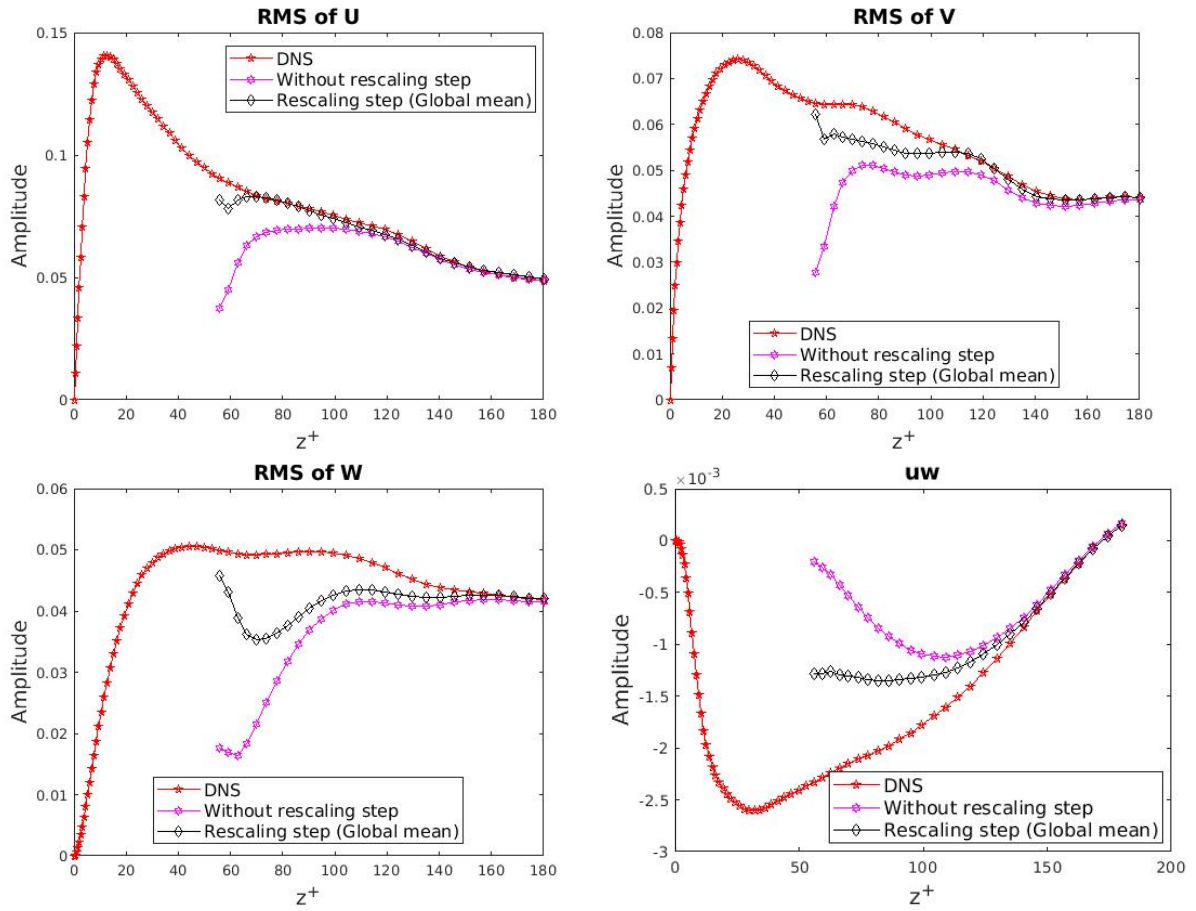 RMS of U
0.15
0.1
0.05
0
Amplitude
DNS
Without rescaling step
Rescaling step (Global mean)
0 20 40 60 80 100 120 140 160 180
z+
RMS of V
0.08
0.07
0.06
0.05
0.04
0.03
0.02
0.01
0
Amplitude
DNS
Without rescaling step
Rescaling step (Global mean)
0 20 40 60 80 100 120 140 160 180
z+
RMS of W
0.06
0.05
0.04
0.03
0.02
0.01
0
Amplitude
DNS
Without rescaling step
Rescaling step (Global mean)
0 20 40 60 80 100 120 140 160 180
z+
uw
×10-3
0.5
0
-0.5
-1
-1.5
-2
-2.5
-3
Amplitude
DNS
Without rescaling step
Rescaling step (Global mean)
0 50 100 150 200
z+